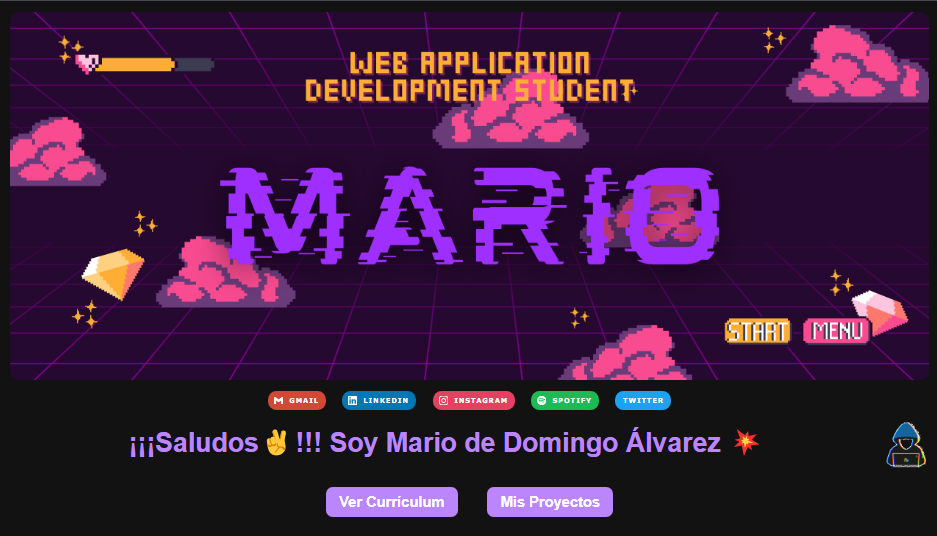 WEB APPLICATION
DEVELOPMENT STUDENT
MARIO
START MENU
GMAIL LINKEDIN INSTAGRAM SPOTIFY TWITTER
¡¡¡Saludos✌️!!! Soy Mario de Domingo Álvarez 💥
Ver Curriculum Mis Proyectos